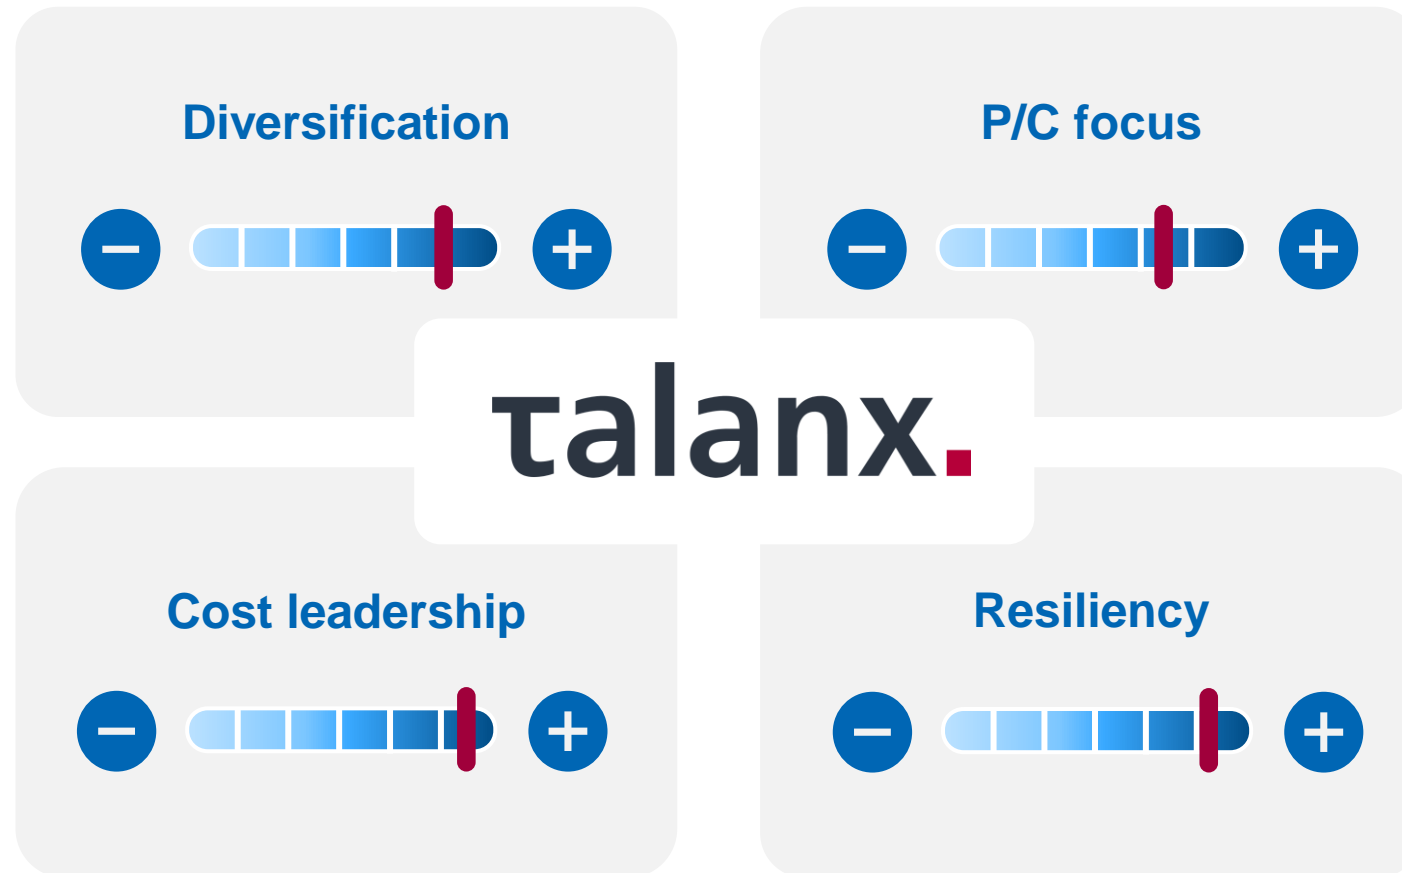 Diversification
P/C focus
talanx.
Cost leadership
Resiliency